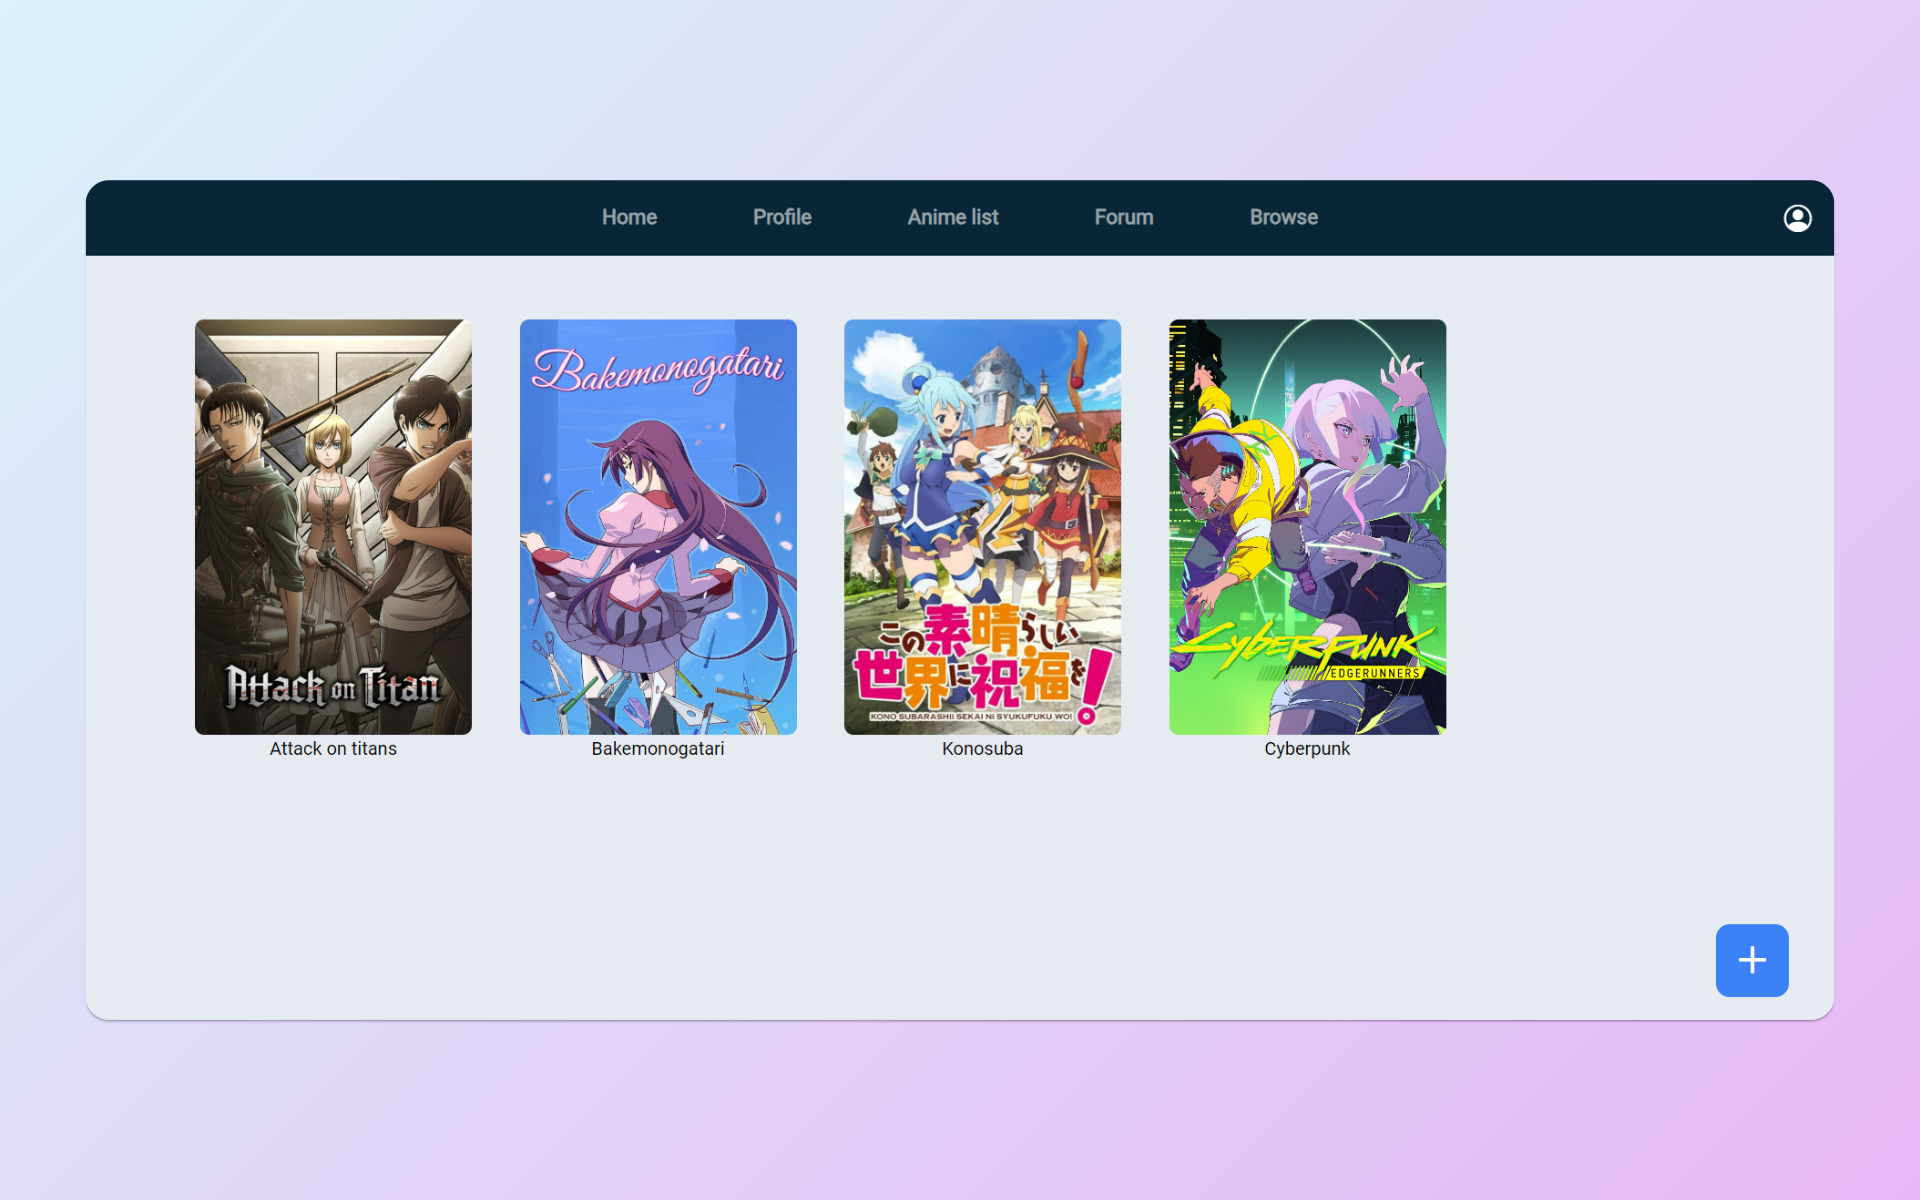 Home
Profile
Anime list
Forum
Browse
Attack on Titan
Attack on titans
Bakemonogatari
Bakemonogatari
この素晴らしい
世界に祝福を!
KONO SUBARASHII SEKAI NI SYUKUFUKU WO!
Konosuba
Cyberpunk
EDGERUNNERS
Cyberpunk